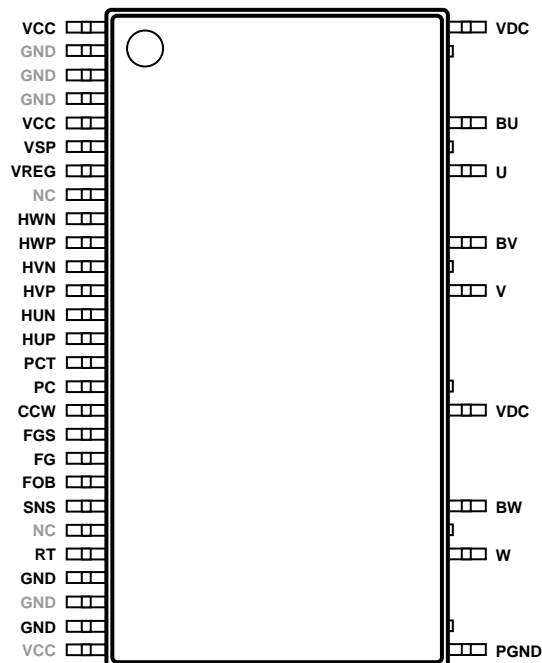 VCC
GND
GND
GND
VCC
VSP
VREG
NC
HWN
HWP
HVN
HVP
HUN
HUP
PCT
PC
CCW
FGS
FG
FOB
SNS
NC
RT
GND
GND
GND
VCC
VDC
BU
U
BV
V
VDC
BW
W
PGND